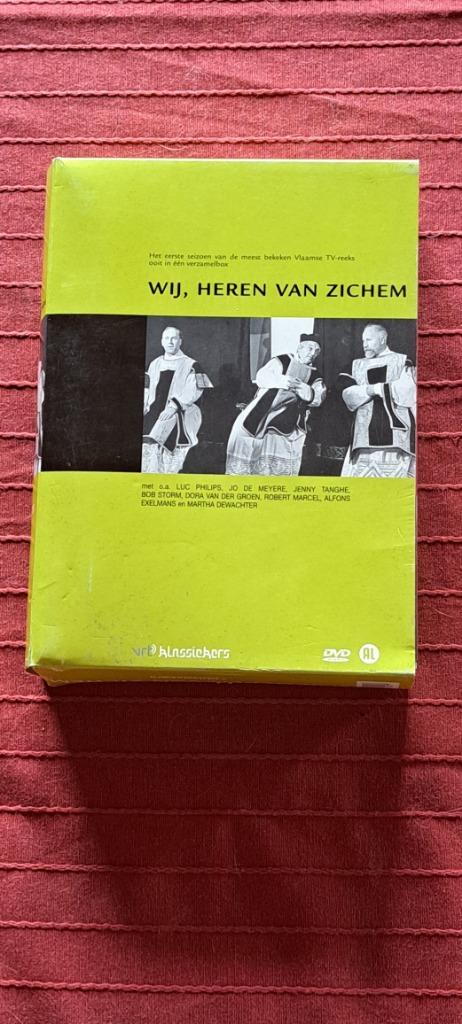 Het eerste seizoen van de meest bekeken Vlaamse TV-reeks
ooit in één verzamelbox
WIJ, HEREN VAN ZICHEM
met o.a. LUC PHILIPS, JO DE MEYERE, JENNY TANGHE,
BOB STORM, DORA VAN DER GROEN, ROBERT MARCEL, ALFONS
EXELMANS en MARTHA DEWACHTER
vrt klassiekers
DVD
AL